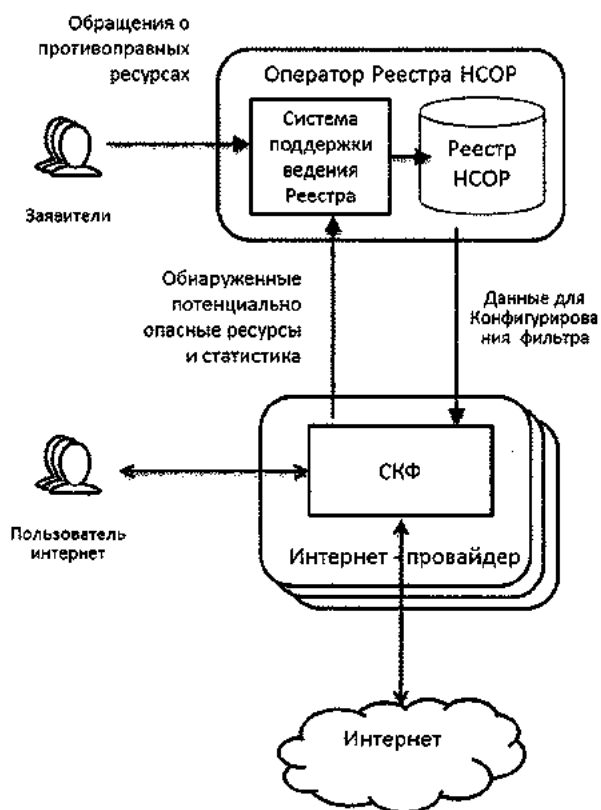 Обращения о
противоправных
ресурсах
Оператор Реестра НСОР
Система
поддержки
ведения
Реестра
Реестр
НСОР
Заявители
Обнаруженные
потенциально
опасные ресурсы
и статистика
Данные для
Конфигурирова
ния фильтра
СКФ
Пользователь
интернет
Интернет - провайдер
Интернет